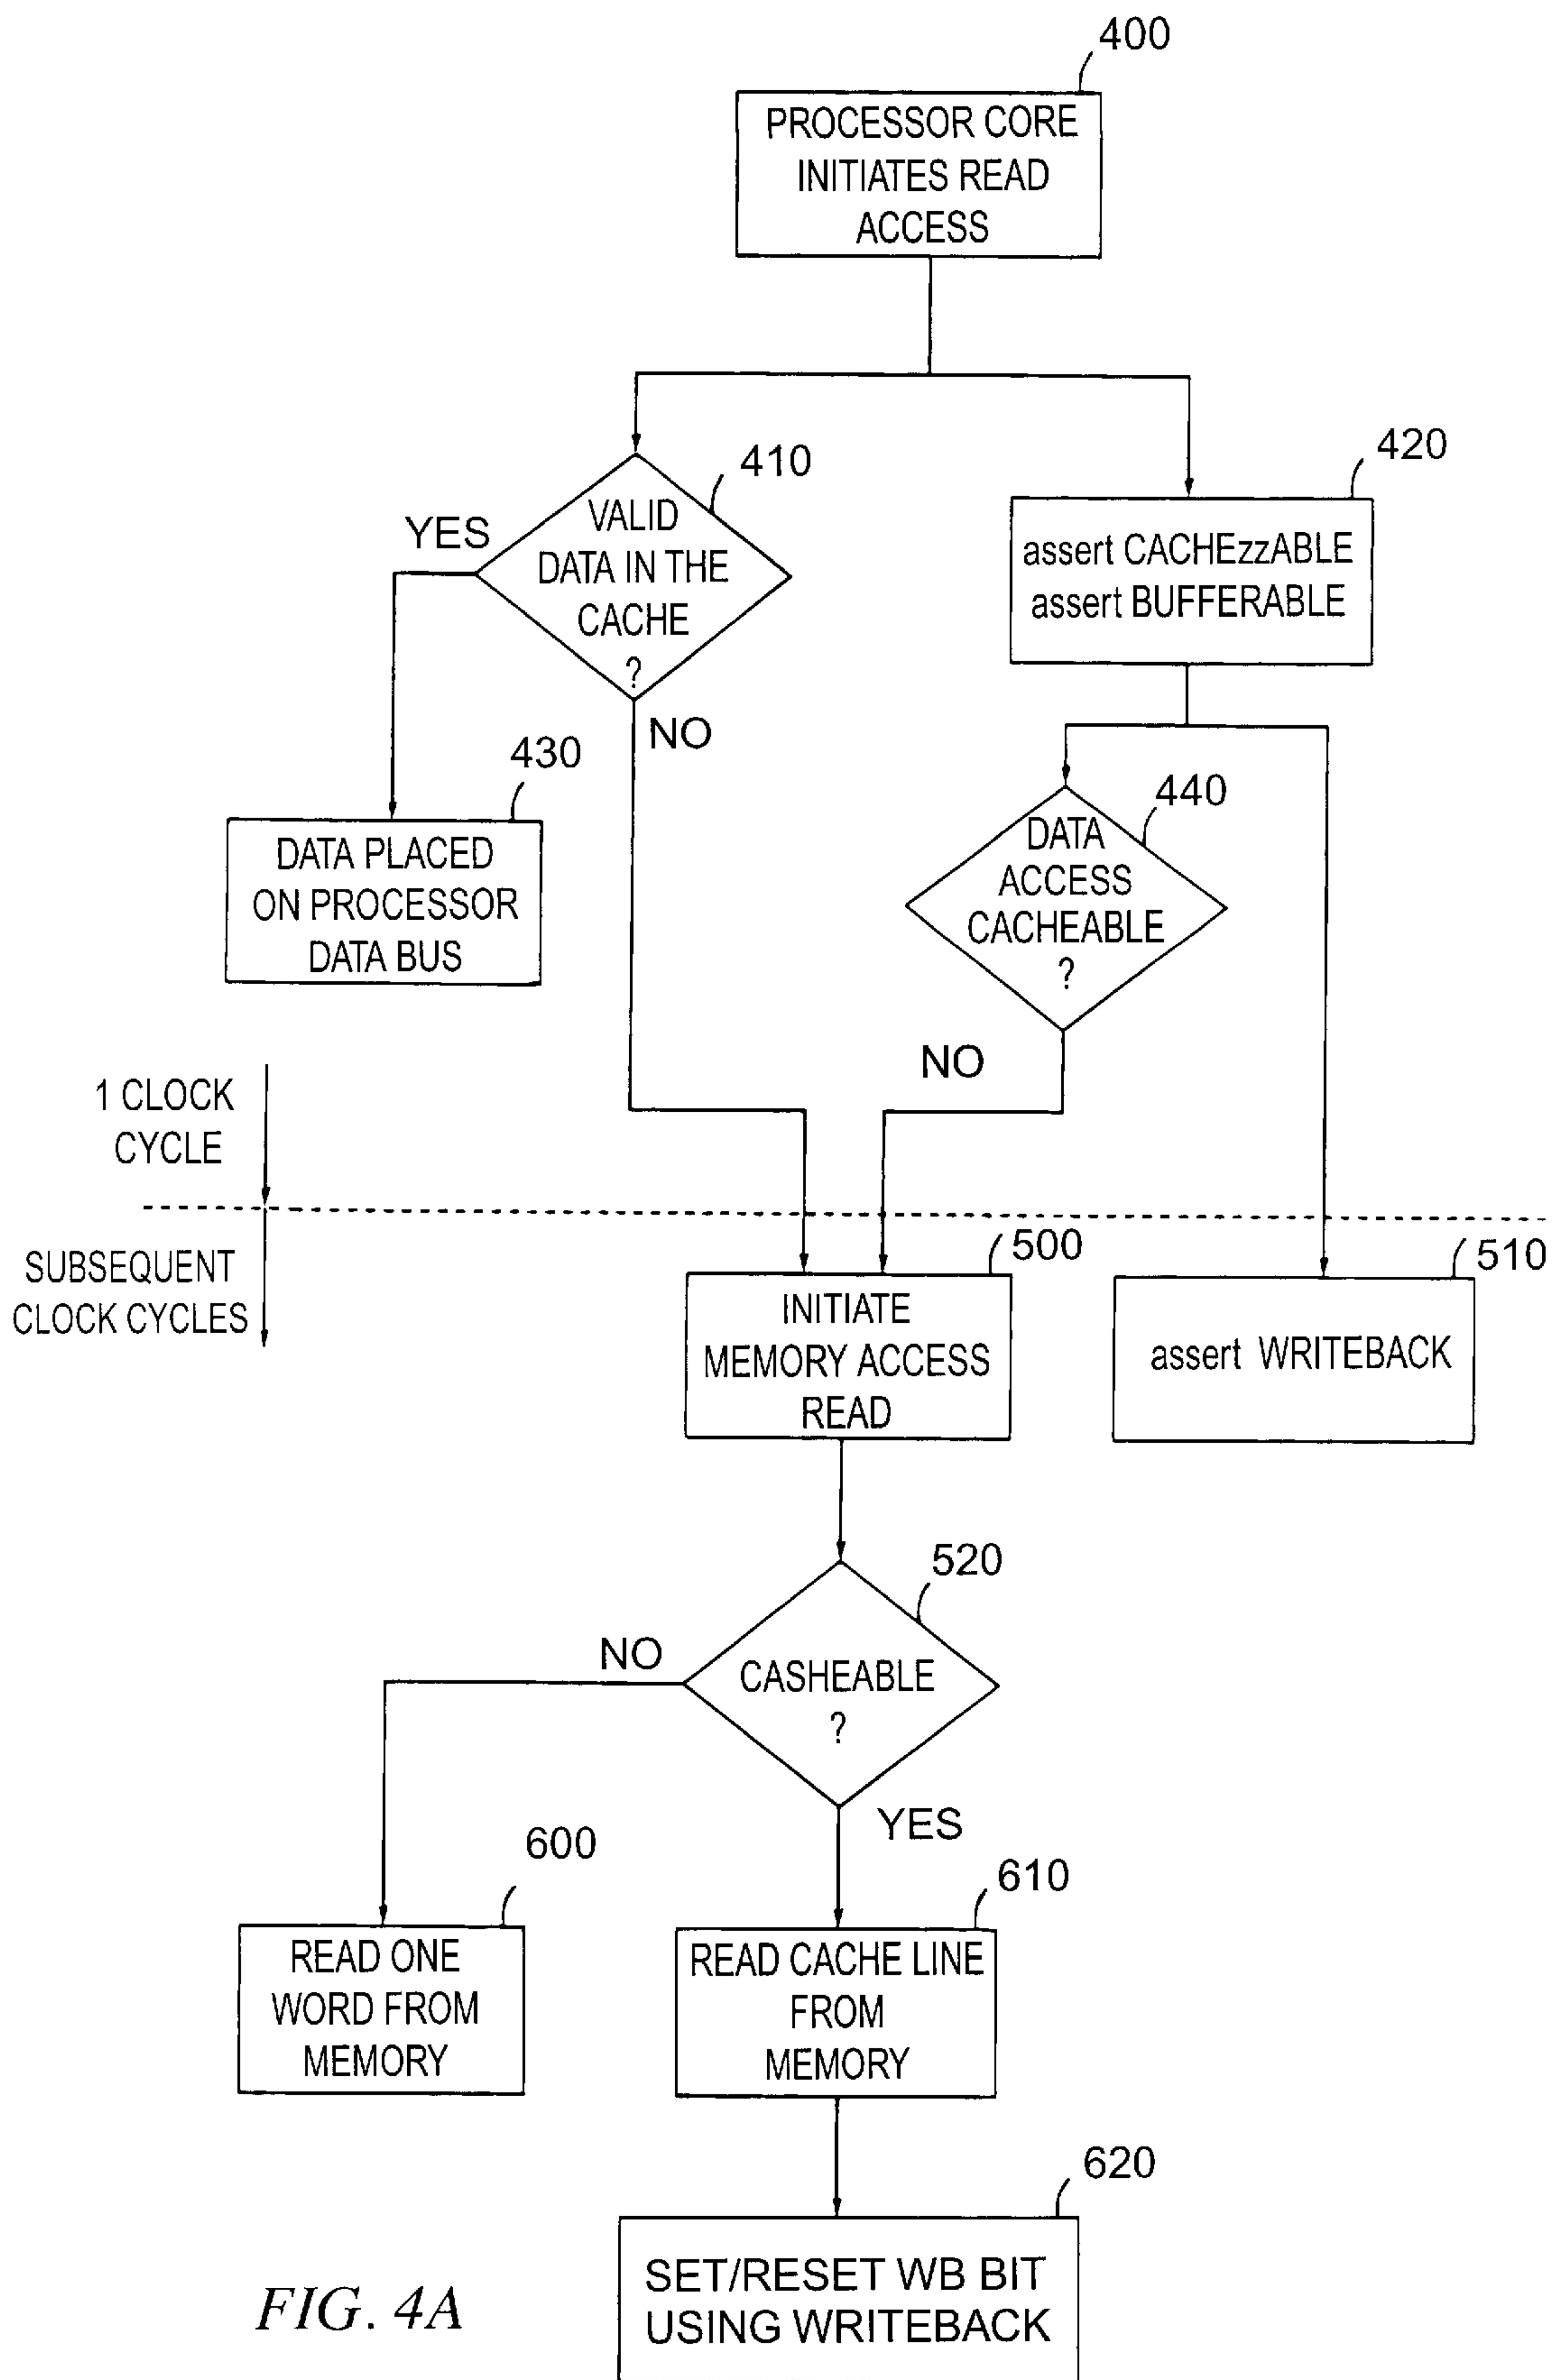 400
PROCESSOR CORE
INITIATES READ
ACCESS
410
VALID
DATA IN THE
CACHE
?
YES
NO
420
assert CACHEzzABLE
assert BUFFERABLE
430
DATA PLACED
ON PROCESSOR
DATA BUS
440
DATA
ACCESS
CACHEABLE
?
NO
1 CLOCK
CYCLE
SUBSEQUENT
CLOCK CYCLES
500
INITIATE
MEMORY ACCESS
READ
510
assert WRITEBACK
520
CASHEABLE
?
NO
YES
600
READ ONE
WORD FROM
MEMORY
610
READ CACHE LINE
FROM
MEMORY
620
SET/RESET WB BIT
USING WRITEBACK
FIG. 4A